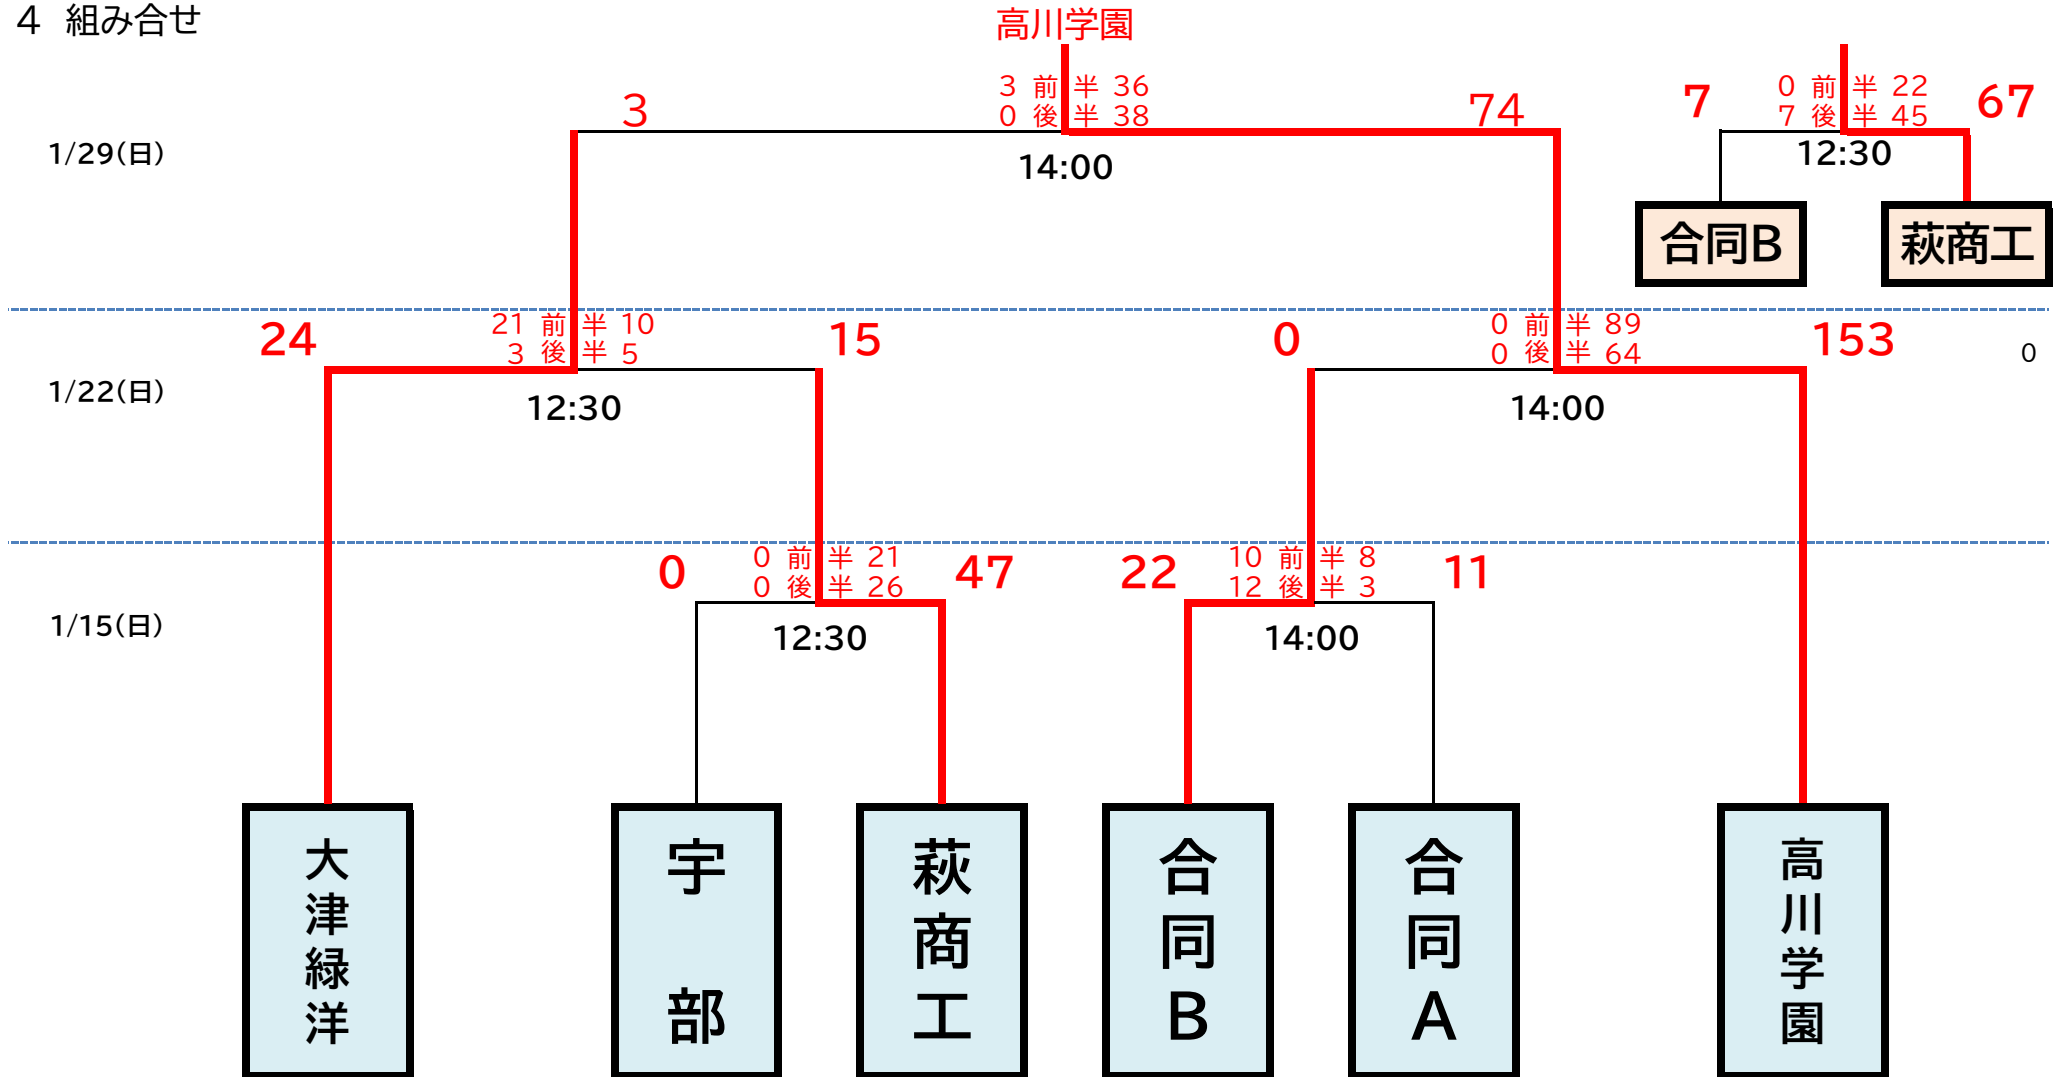 4 組み合せ
高川学園
3 前半 36
0 後半 38
3
74
1/29(日)
14:00
0 前半 22
7 後半 45
7
67
12:30
合同B
萩商工
21 前半 10
3 後半 5
24
15
1/22(日)
12:30
0 前半 89
0 後半 64
0
153
0
14:00
0 前半 21
0 後半 26
0
47
1/15(日)
12:30
10 前半 8
12 後半 3
22
11
14:00
大津緑洋
宇部
萩商工
合同B
合同A
高川学園